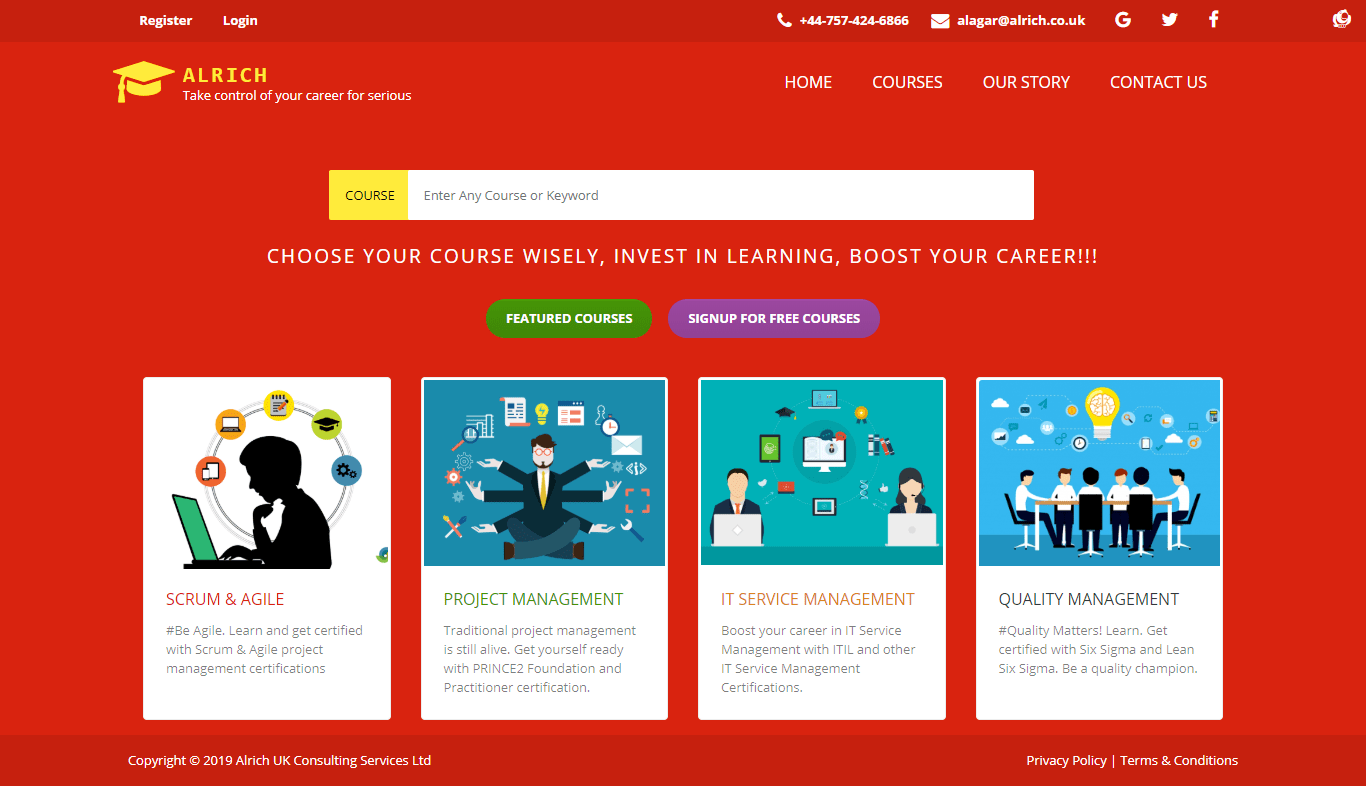 Register Login +44-757-424-6866 alagar@alrich.co.uk
ALRICH
Take control of your career for serious
HOME COURSES OUR STORY CONTACT US
COURSE Enter Any Course or Keyword
CHOOSE YOUR COURSE WISELY, INVEST IN LEARNING, BOOST YOUR CAREER!!!
FEATURED COURSES SIGNUP FOR FREE COURSES
SCRUM & AGILE
#Be Agile. Learn and get certified
with Scrum & Agile project
management certifications
PROJECT MANAGEMENT
Traditional project management
is still alive. Get yourself ready
with PRINCE2 Foundation and
Practitioner certification.
IT SERVICE MANAGEMENT
Boost your career in IT Service
Management with ITIL and other
IT Service Management
Certifications.
QUALITY MANAGEMENT
#Quality Matters! Learn. Get
certified with Six Sigma and Lean
Six Sigma. Be a quality champion.
Copyright © 2019 Alrich UK Consulting Services Ltd Privacy Policy | Terms & Conditions